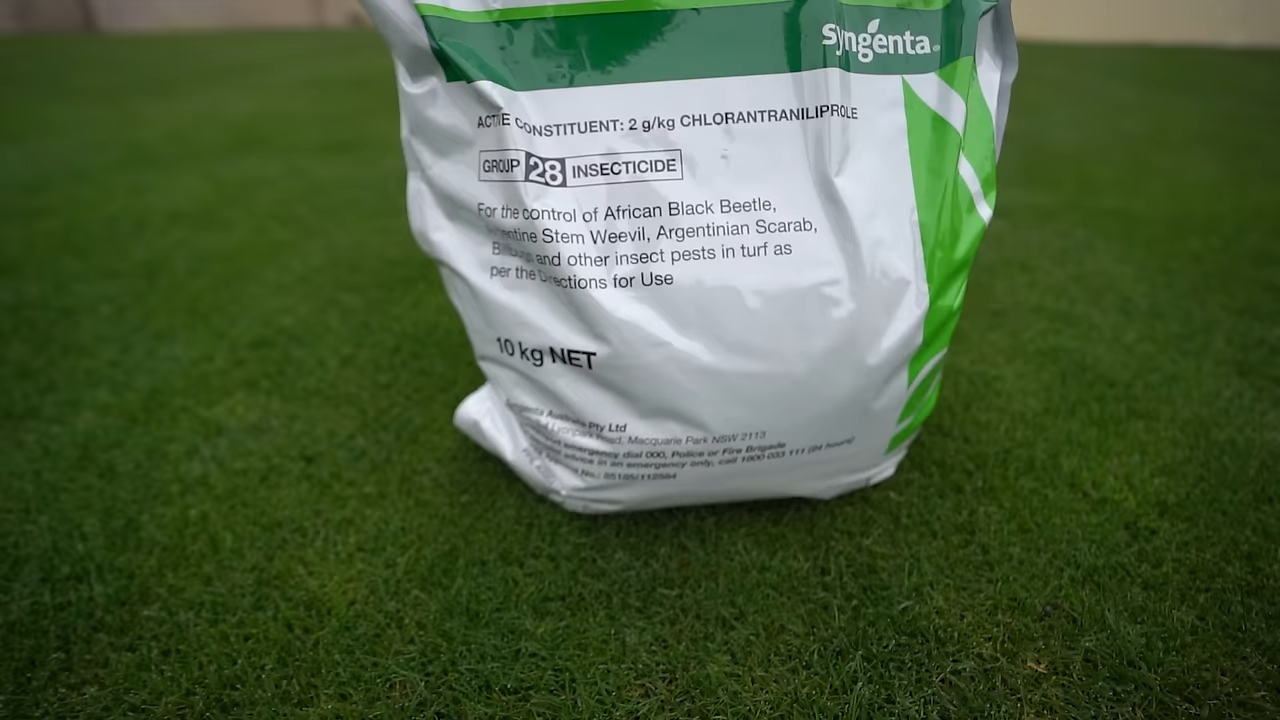 syngenta
ACTIVE CONSTITUENT: 2 g/kg CHLORANTRANILIPROLE
GROUP 28 INSECTICIDE
For the control of African Black Beetle,
Stem Weevil, Argentinian Scarab,
and other insect pests in turf as
per the Directions for Use
10 kg NET
Syngenta Australia Pty Ltd
Road, Macquarie Park NSW 2113
emergency dial 000, Police or Fire Brigade
advice in an emergency only, call 1800 033 111 (24 hours)